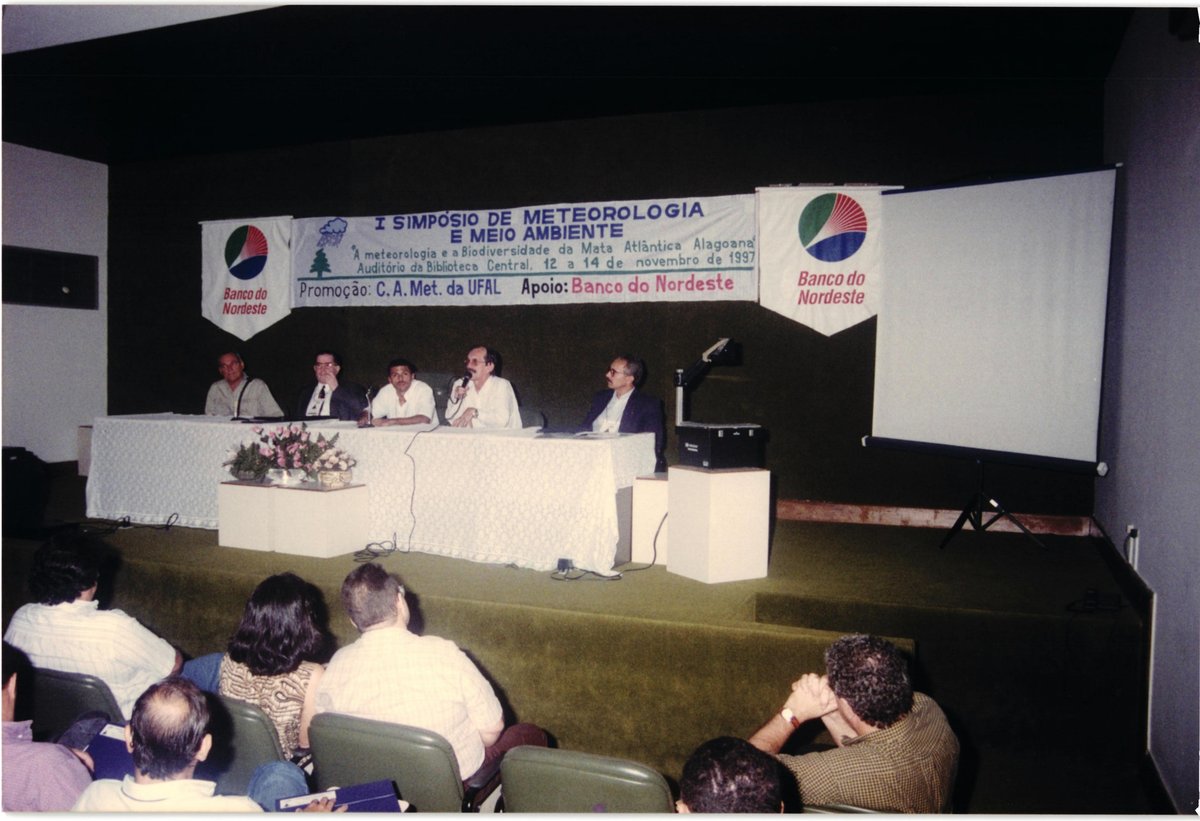 I SIMPÓSIO DE METEOROLOGIA
E MEIO AMBIENTE
"A meteorologia e a Biodiversidade da Mata Atlântica Alagoana"
Auditório da Biblioteca Central, 12 a 14 de novembro de 1997
Promoção: C. A. Met. da UFAL Apoio: Banco do Nordeste
Banco do
Nordeste
Banco do
Nordeste